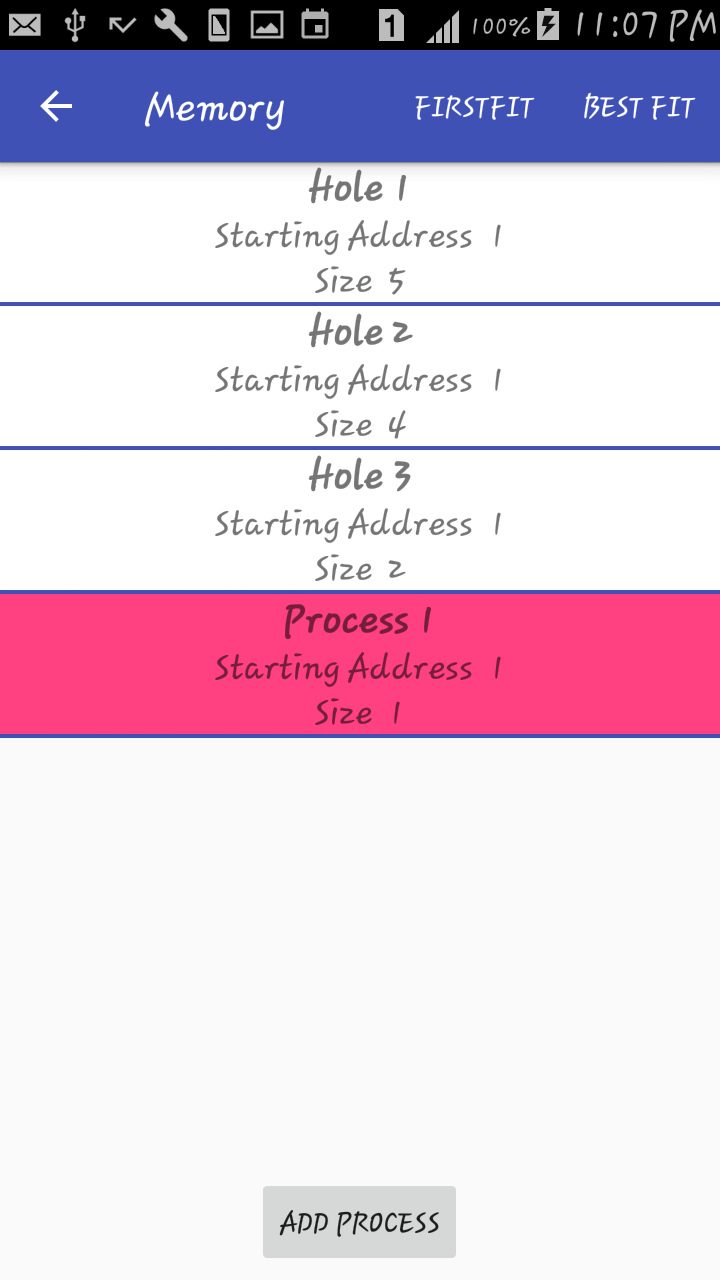 1 100% 11:07 PM
Memory FIRSTFIT BEST FIT
Hole 1
Starting Address 1
Size 5
Hole 2
Starting Address 1
Size 4
Hole 3
Starting Address 1
Size 2
Process 1
Starting Address 1
Size 1
ADD PROCESS